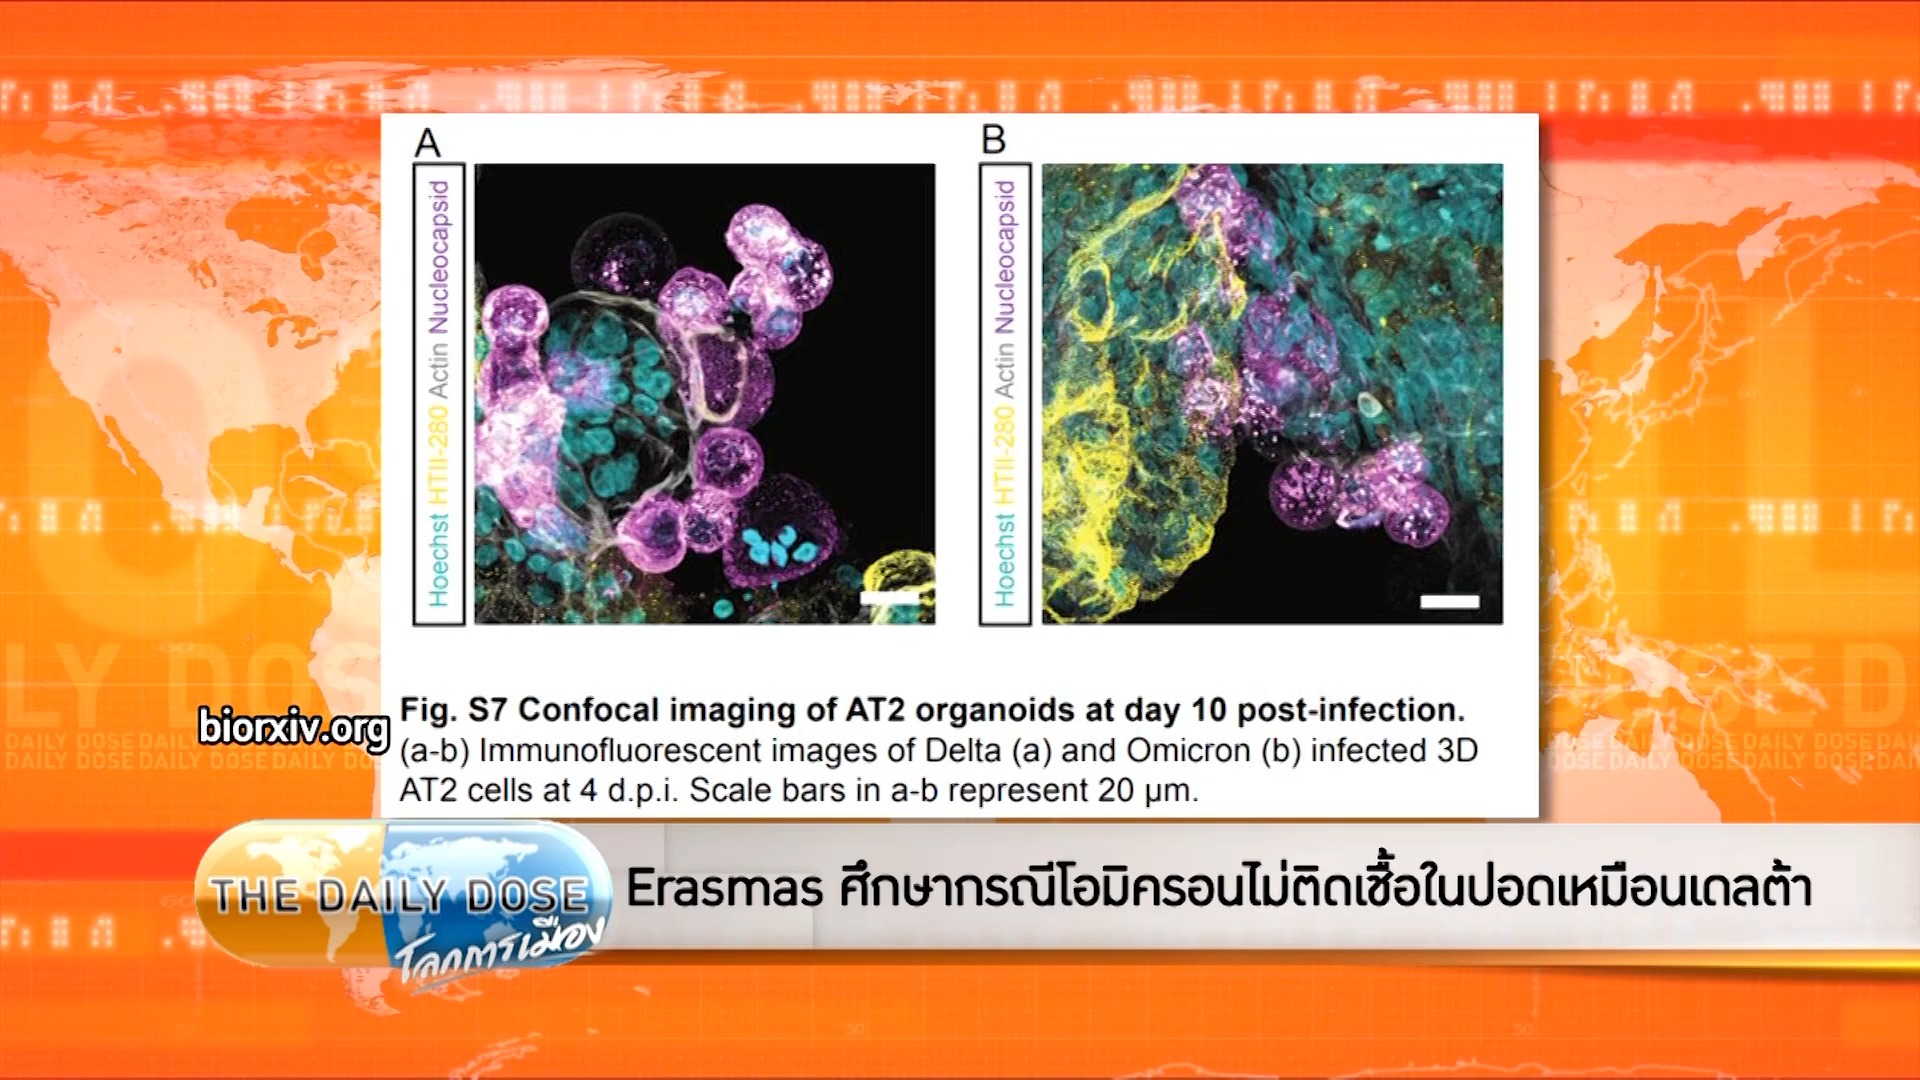 A
B
Hoechst HTII-280 Actin Nucleocapsid
Hoechst HTII-280 Actin Nucleocapsid
Fig. S7 Confocal imaging of AT2 organoids at day 10 post-infection.
(a-b) Immunofluorescent images of Delta (a) and Omicron (b) infected 3D
AT2 cells at 4 d.p.i. Scale bars in a-b represent 20 µm.
biorxiv.org
THE DAILY DOSE
โลกการเมือง
Erasmas ศึกษากรณีโอมิครอนไม่ติดเชื้อในปอดเหมือนเดลต้า